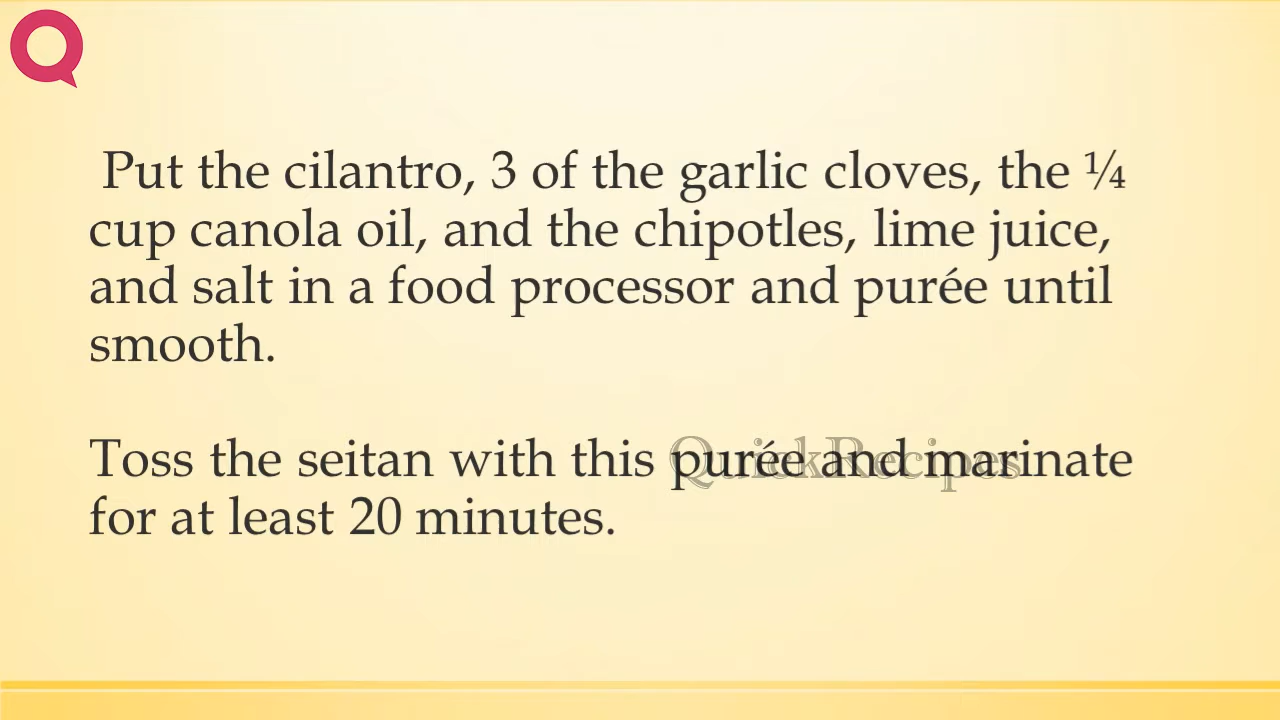 Put the cilantro, 3 of the garlic cloves, the ¼
cup canola oil, and the chipotles, lime juice,
and salt in a food processor and purée until
smooth.
Toss the seitan with this purée and marinate
for at least 20 minutes.
QuickRecipes